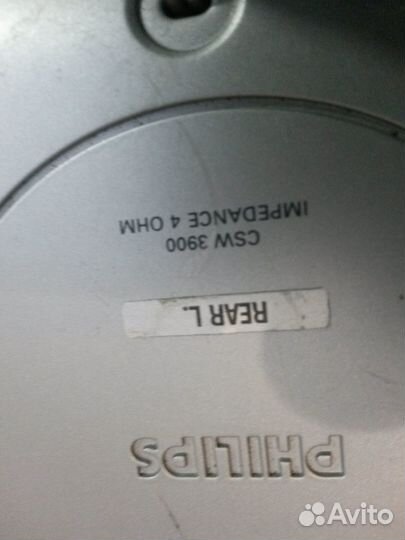 PHILIPS
REAR L.
CSW 3900
IMPEDANCE 4 OHM
Avito